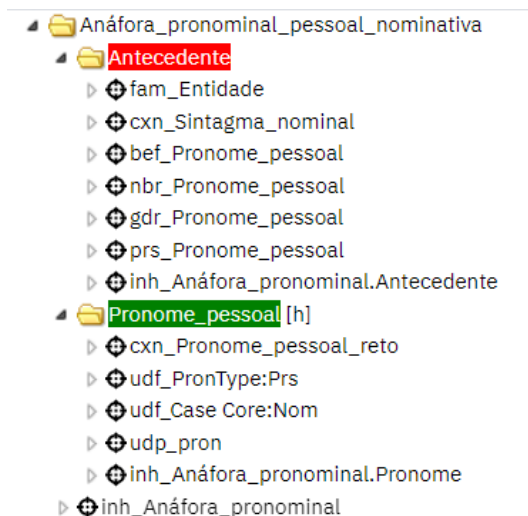 Anáfora_pronominal_pessoal_nominativa
Antecedente
fam_Entidade
cxn_Sintagma_nominal
bef_Pronome_pessoal
nbr_Pronome_pessoal
gdr_Pronome_pessoal
prs_Pronome_pessoal
inh_Anáfora_pronominal.Antecedente
Pronome_pessoal [h]
cxn_Pronome_pessoal_reto
udf_PronType:Prs
udf_Case Core:Nom
udp_pron
inh_Anáfora_pronominal.Pronome
inh_Anáfora_pronominal